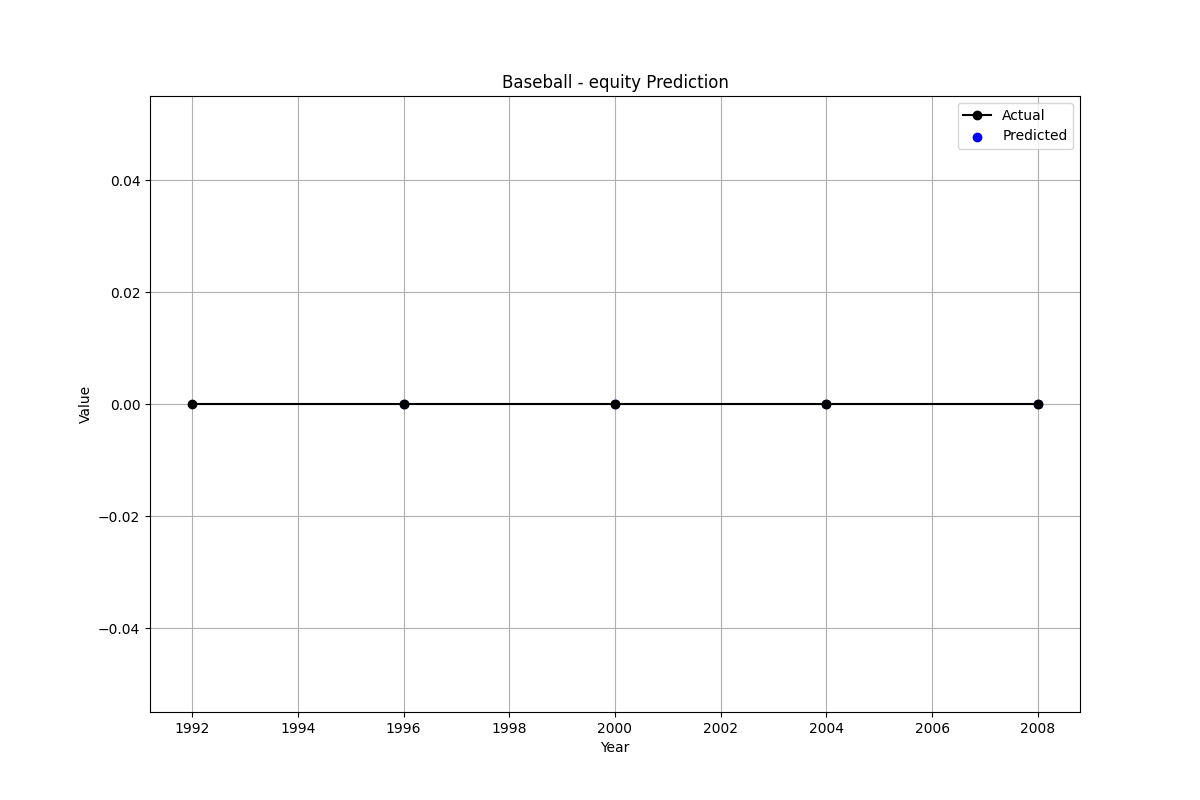 Baseball - equity Prediction
Actual
Predicted
0.04
0.02
0.00
−0.02
−0.04
Value
1992 1994 1996 1998 2000 2002 2004 2006 2008
Year